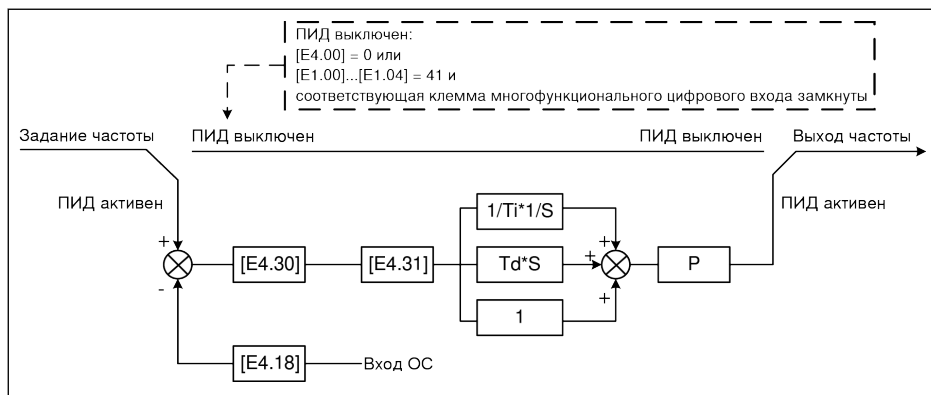 ПИД выключен:
[E4.00] = 0 или
[E1.00]...[E1.04] = 41 и
соответствующая клемма многофункционального цифрового входа замкнуты
Задание частоты
ПИД выключен
ПИД выключен
Выход частоты
ПИД активен
ПИД активен
1/Ti*1/S
+
+
[E4.30]
[E4.31]
Td*S
+
P
-
+
1
[E4.18]
Вход ОС